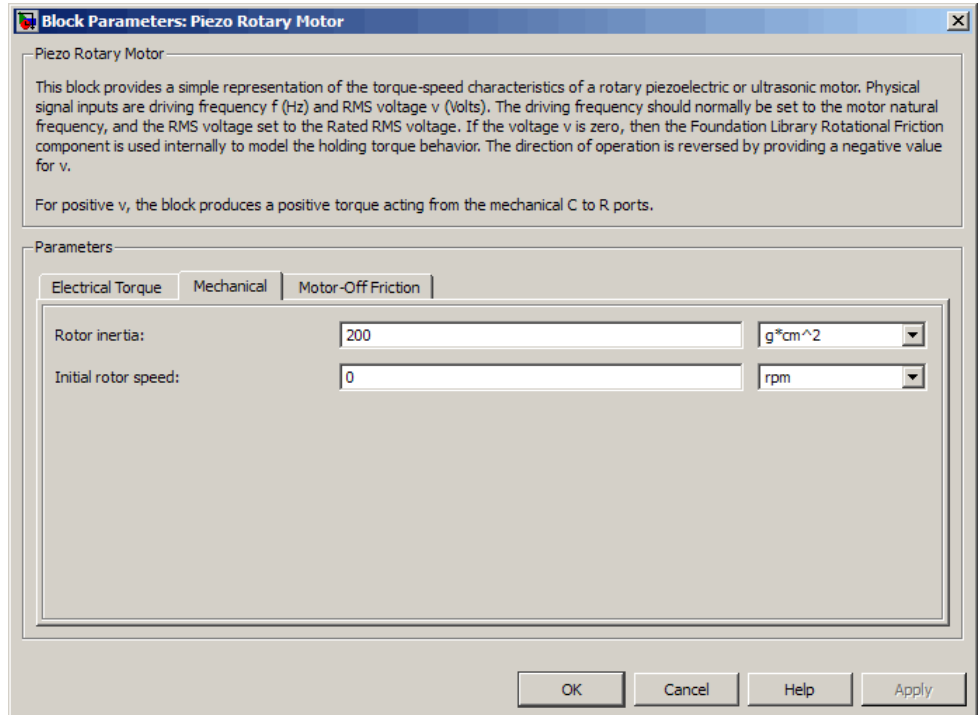 Block Parameters: Piezo Rotary Motor
Piezo Rotary Motor
This block provides a simple representation of the torque-speed characteristics of a rotary piezoelectric or ultrasonic motor. Physical
signal inputs are driving frequency f (Hz) and RMS voltage v (Volts). The driving frequency should normally be set to the motor natural
frequency, and the RMS voltage set to the Rated RMS voltage. If the voltage v is zero, then the Foundation Library Rotational Friction
component is used internally to model the holding torque behavior. The direction of operation is reversed by providing a negative value
for v.
For positive v, the block produces a positive torque acting from the mechanical C to R ports.
Parameters
Electrical Torque Mechanical Motor-Off Friction
Rotor inertia: 200 g*cm^2
Initial rotor speed: 0 rpm
OK Cancel Help Apply